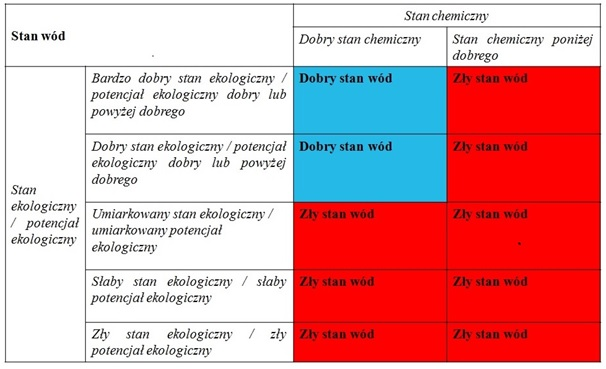 Stan wód
Stan chemiczny
Dobry stan chemiczny
Stan chemiczny poniżej
dobrego
Stan
ekologiczny
/ potencjał
ekologiczny
Bardzo dobry stan ekologiczny /
potencjał ekologiczny dobry lub
powyżej dobrego
Dobry stan wód
Zły stan wód
Dobry stan ekologiczny / potencjał
ekologiczny dobry lub powyżej
dobrego
Dobry stan wód
Zły stan wód
Umiarkowany stan ekologiczny /
umiarkowany potencjał
ekologiczny
Zły stan wód
Zły stan wód
Słaby stan ekologiczny / słaby
potencjał ekologiczny
Zły stan wód
Zły stan wód
Zły stan ekologiczny / zły
potencjał ekologiczny
Zły stan wód
Zły stan wód